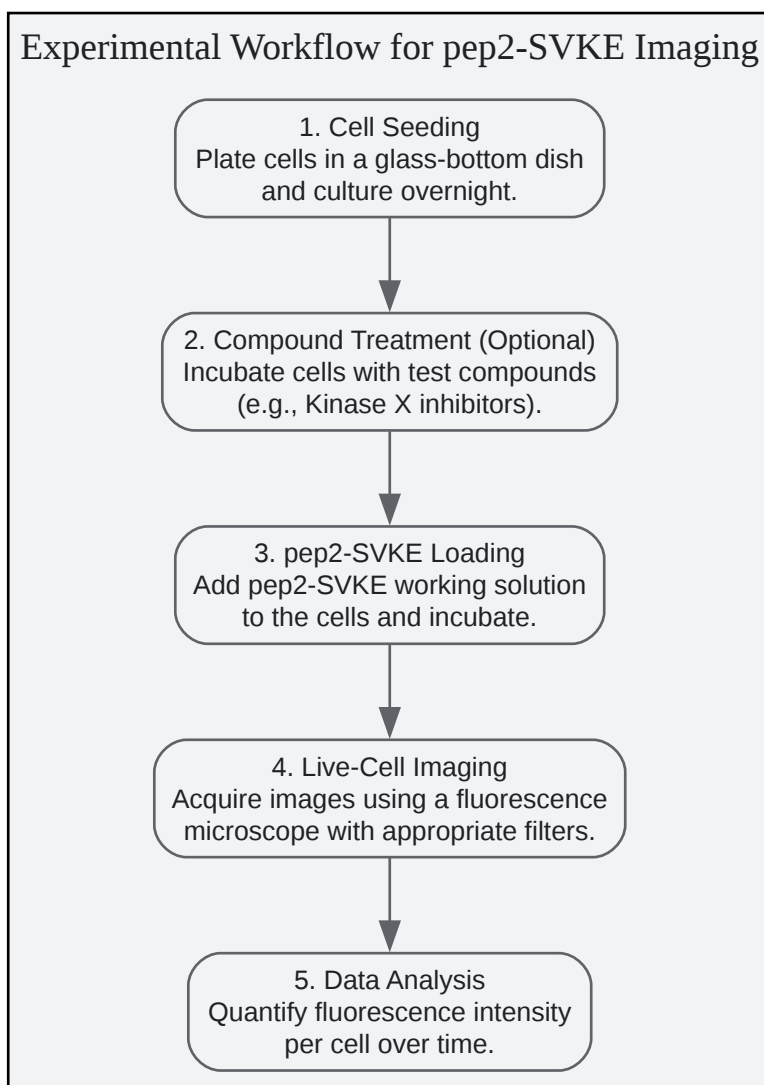 Experimental Workflow for pep2-SVKE Imaging
1. Cell Seeding
Plate cells in a glass-bottom dish
and culture overnight.
2. Compound Treatment (Optional)
Incubate cells with test compounds
(e.g., Kinase X inhibitors).
3. pep2-SVKE Loading
Add pep2-SVKE working solution
to the cells and incubate.
4. Live-Cell Imaging
Acquire images using a fluorescence
microscope with appropriate filters.
5. Data Analysis
Quantify fluorescence intensity
per cell over time.